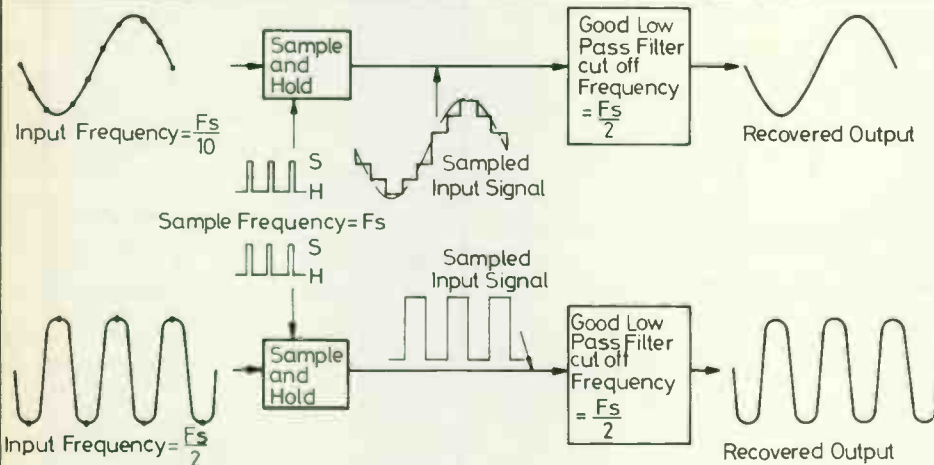 Input Frequency = Fs/10
Sample
and
Hold
S
H
Sampled
Input Signal
Good Low
Pass Filter
cut off
Frequency
= Fs/2
Recovered Output
Sample Frequency = Fs
S
H
Sampled
Input Signal
Input Frequency = Fs/2
Sample
and
Hold
Good Low
Pass Filter
cut off
Frequency
= Fs/2
Recovered Output